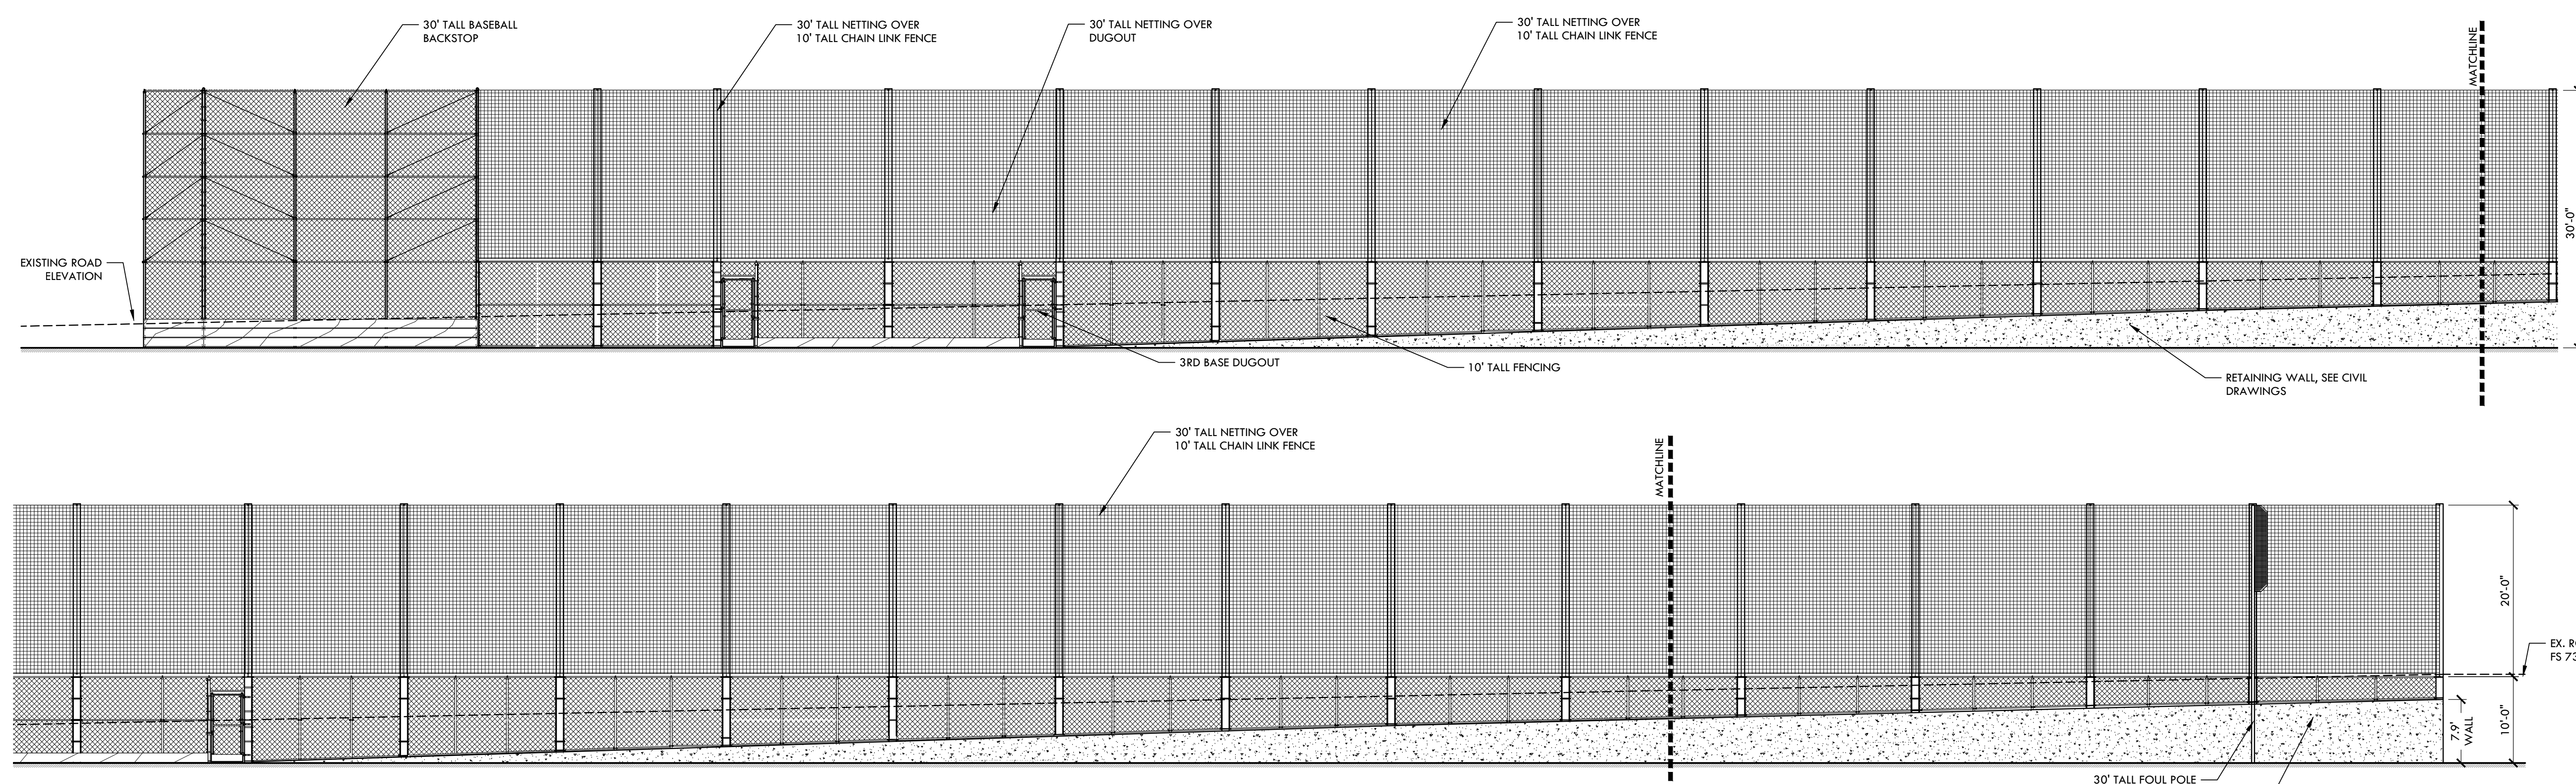 30' TALL BASEBALL
BACKSTOP
30' TALL NETTING OVER
10' TALL CHAIN LINK FENCE
30' TALL NETTING OVER
DUGOUT
30' TALL NETTING OVER
10' TALL CHAIN LINK FENCE
MATCHLINE
EXISTING ROAD
ELEVATION
30'-0"
3RD BASE DUGOUT
10' TALL FENCING
RETAINING WALL, SEE CIVIL
DRAWINGS
30' TALL NETTING OVER
10' TALL CHAIN LINK FENCE
MATCHLINE
20'-0"
EX.
FS
7.9'
WALL
10'-0"
30' TALL FOUL POLE